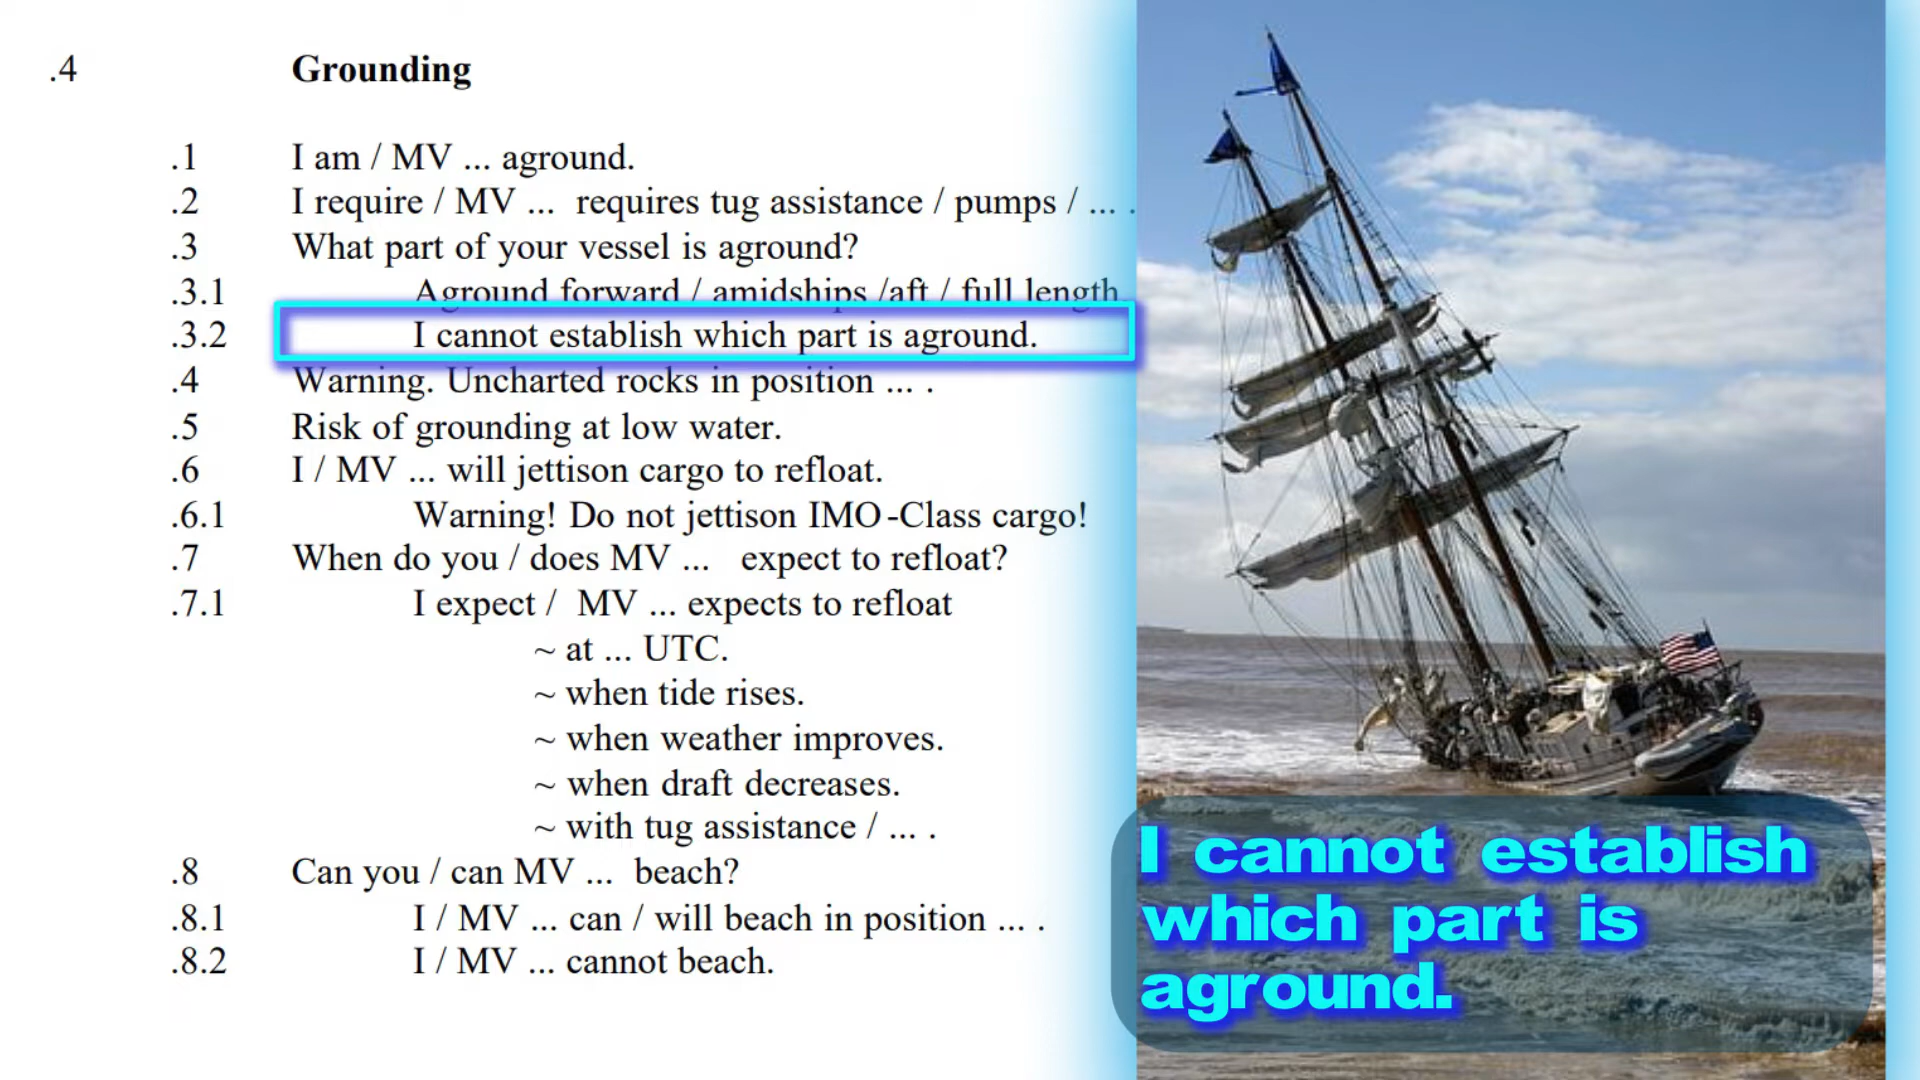 .4 Grounding
.1 I am / MV ... aground.
.2 I require / MV ... requires tug assistance / pumps / ... .
.3 What part of your vessel is aground?
.3.1 Aground forward / amidships /aft / full length.
.3.2 I cannot establish which part is aground.
.4 Warning. Uncharted rocks in position ... .
.5 Risk of grounding at low water.
.6 I / MV ... will jettison cargo to refloat.
.6.1 Warning! Do not jettison IMO-Class cargo!
.7 When do you / does MV ... expect to refloat?
.7.1 I expect / MV ... expects to refloat
~ at ... UTC.
~ when tide rises.
~ when weather improves.
~ when draft decreases.
~ with tug assistance / ... .
.8 Can you / can MV ... beach?
.8.1 I / MV ... can / will beach in position ... .
.8.2 I / MV ... cannot beach.
I cannot establish
which part is
aground.